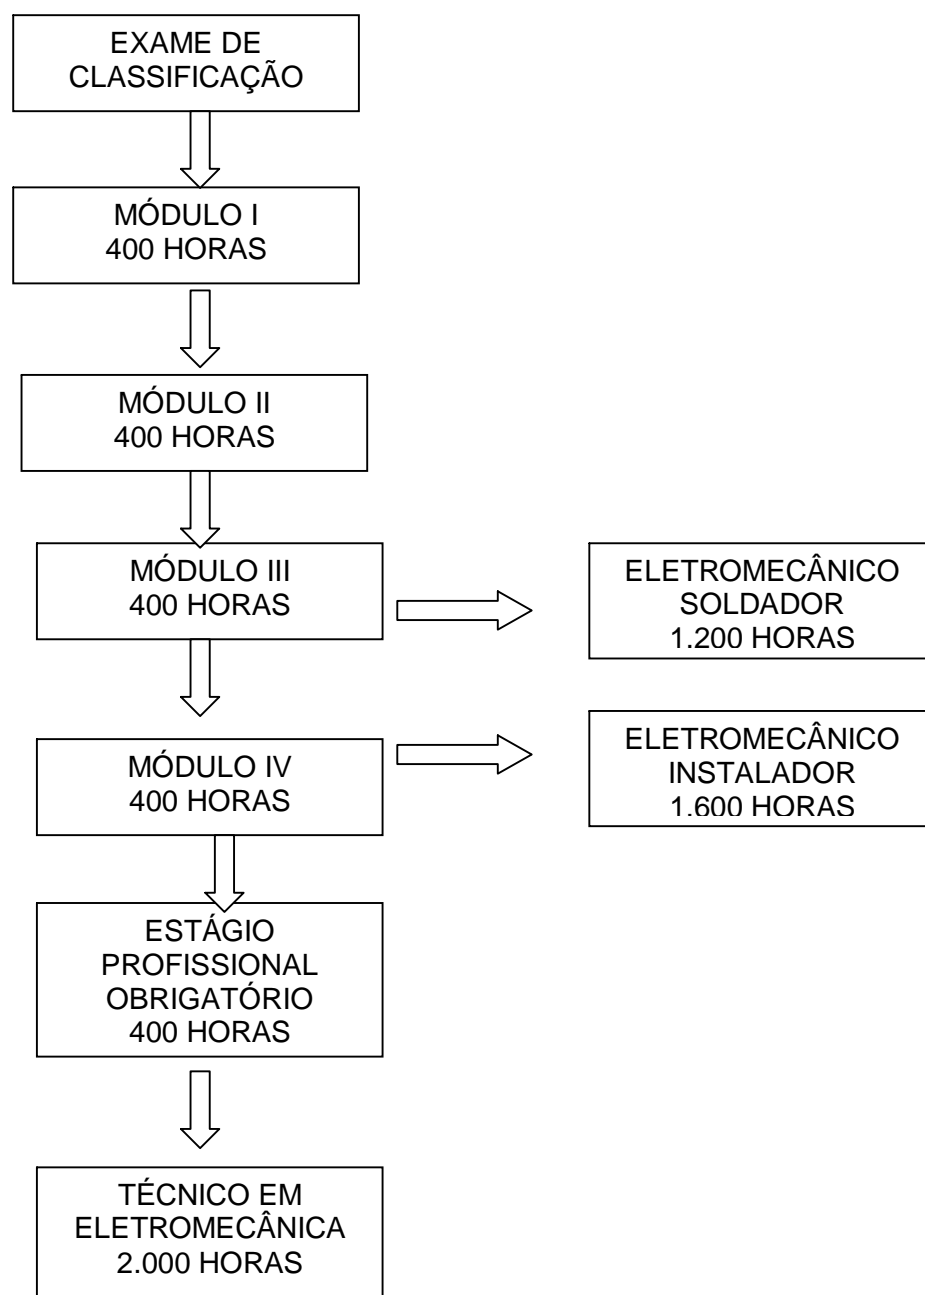 EXAME DE
CLASSIFICAÇÃO
MÓDULO I
400 HORAS
MÓDULO II
400 HORAS
MÓDULO III
400 HORAS
ELETROMECÂNICO
SOLDADOR
1.200 HORAS
MÓDULO IV
400 HORAS
ELETROMECÂNICO
INSTALADOR
1.600 HORAS
ESTÁGIO
PROFISSIONAL
OBRIGATÓRIO
400 HORAS
TÉCNICO EM
ELETROMECÂNICA
2.000 HORAS